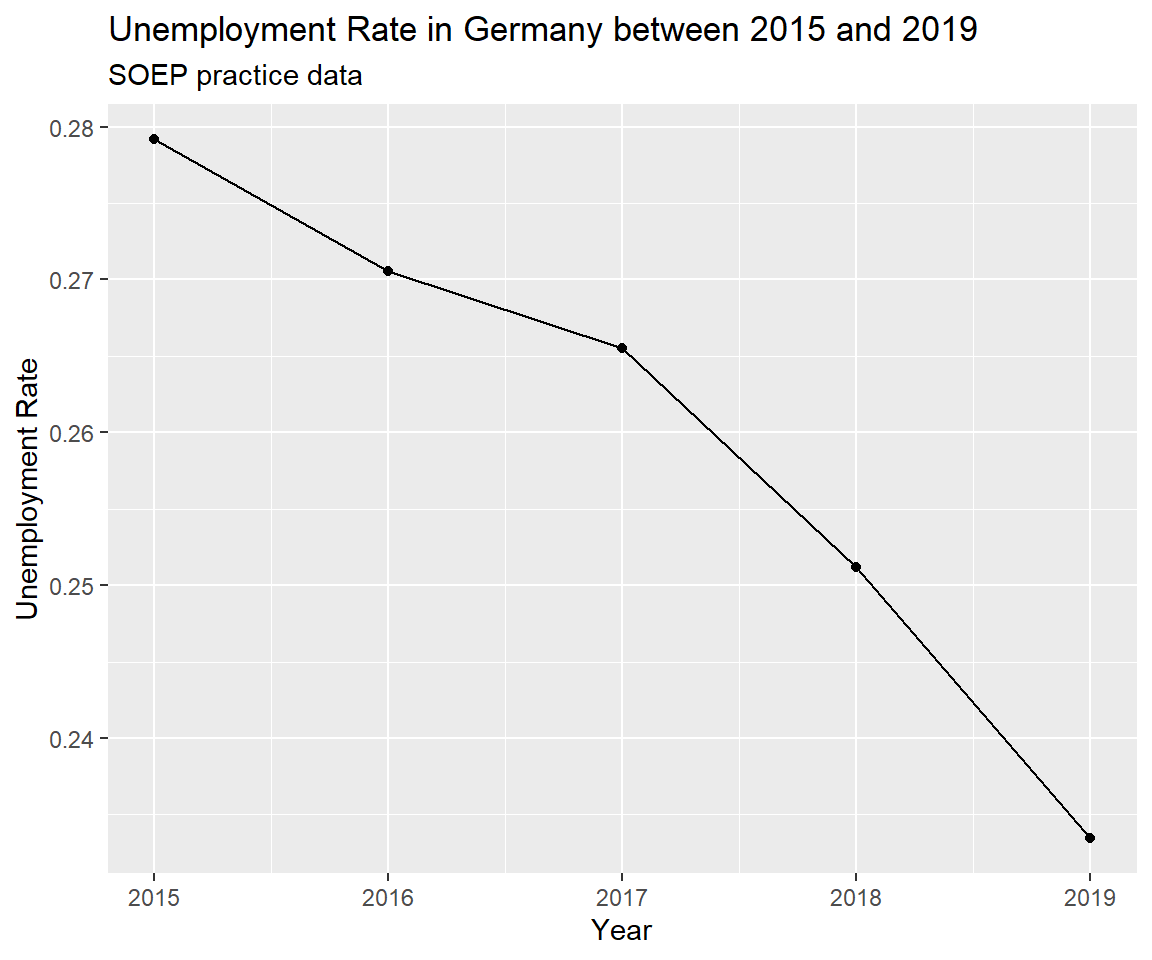 Unemployment Rate in Germany between 2015 and 2019
SOEP practice data
Unemployment Rate
0.28
0.27
0.26
0.25
0.24
2015 2016 2017 2018 2019
Year